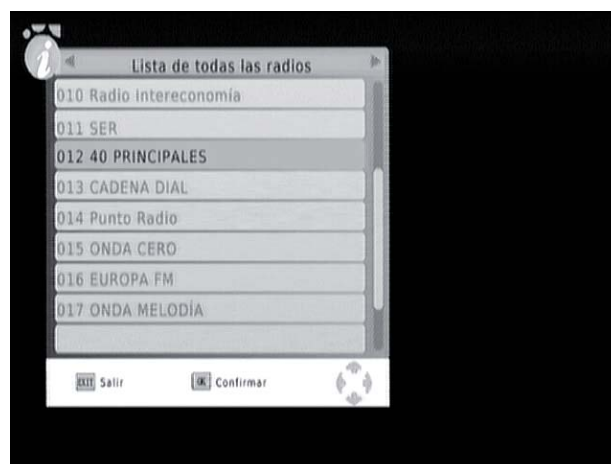 i
Lista de todas las radios
010 Radio Intereconomía
011 SER
012 40 PRINCIPALES
013 CADENA DIAL
014 Punto Radio
015 ONDA CERO
016 EUROPA FM
017 ONDA MELODÍA
EXIT Salir OK Confirmar